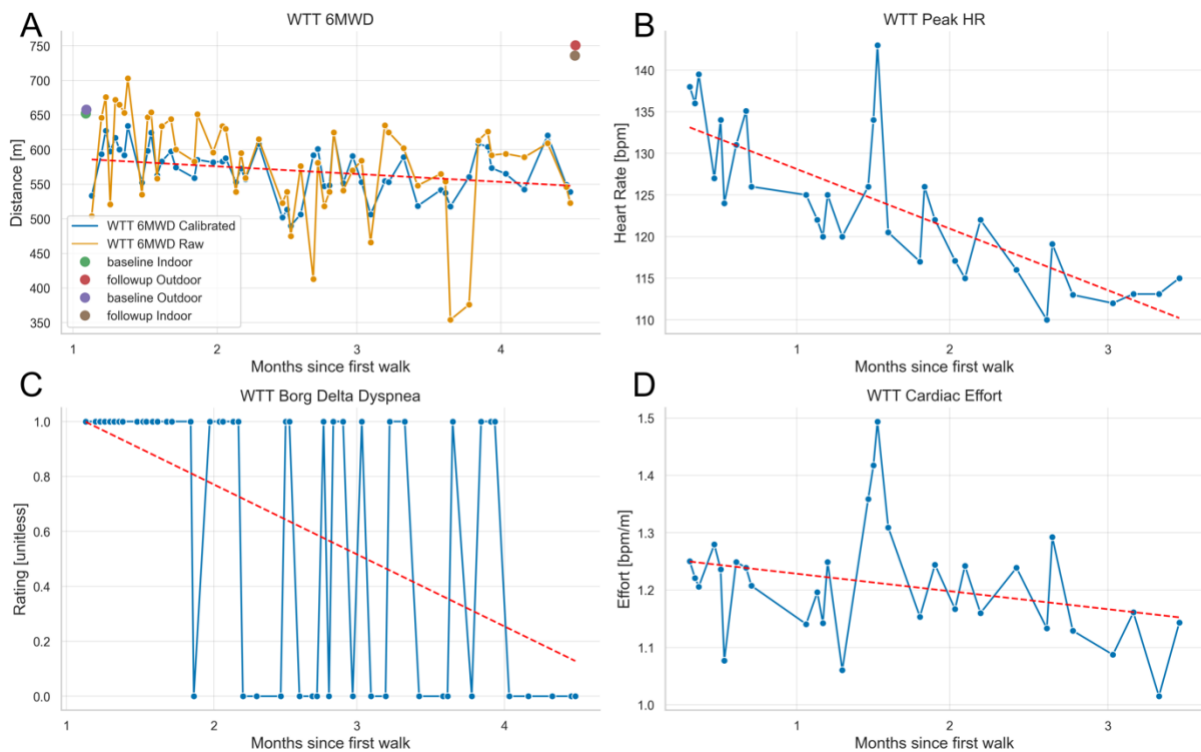 A
WTT 6MWD
Distance [m]
750
700
650
600
550
500
450
400
350
WTT 6MWD Calibrated
WTT 6MWD Raw
baseline Indoor
followup Outdoor
baseline Outdoor
followup Indoor
1 2 3 4
Months since first walk
B
WTT Peak HR
Heart Rate [bpm]
140
135
130
125
120
115
110
1 2 3
Months since first walk
C
WTT Borg Delta Dyspnea
Rating [unitless]
1.0
0.8
0.6
0.4
0.2
0.0
1 2 3 4
Months since first walk
D
WTT Cardiac Effort
Effort [bpm/m]
1.5
1.4
1.3
1.2
1.1
1.0
1 2 3
Months since first walk